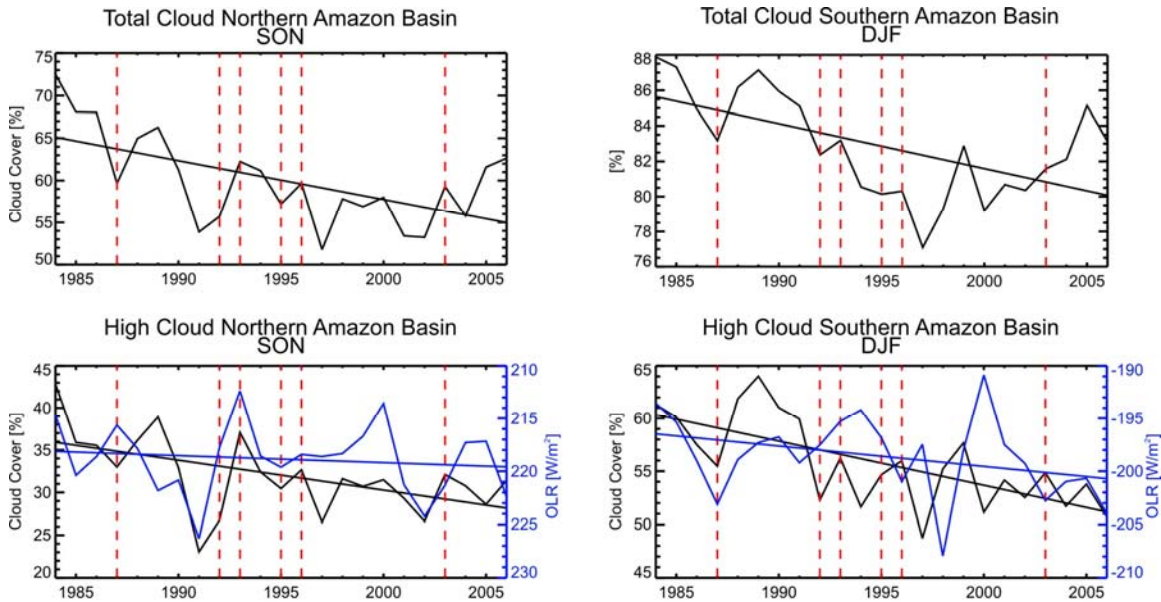 Total Cloud Northern Amazon Basin
SON
75
70
65
60
55
50
Cloud Cover [%]
1985 1990 1995 2000 2005
Total Cloud Southern Amazon Basin
DJF
88
86
84
82
80
78
76
[%]
1985 1990 1995 2000 2005
High Cloud Northern Amazon Basin
SON
45
40
35
30
25
20
Cloud Cover [%]
210
215
220
225
230
OLR [W/m²]
1985 1990 1995 2000 2005
High Cloud Southern Amazon Basin
DJF
65
60
55
50
45
Cloud Cover [%]
-190
-195
-200
-205
-210
OLR [W/m²]
1985 1990 1995 2000 2005